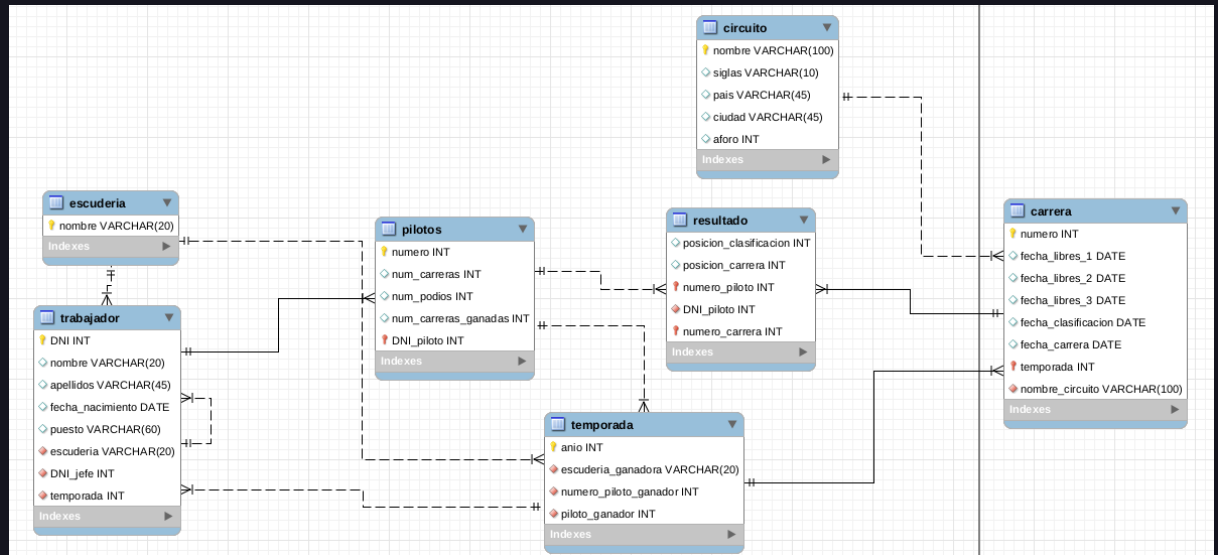 circuito
nombre VARCHAR(100)
siglas VARCHAR(10)
pais VARCHAR(45)
ciudad VARCHAR(45)
aforo INT
Indexes
escuderia
nombre VARCHAR(20)
Indexes
pilotos
numero INT
num_carreras INT
num_podios INT
num_carreras_ganadas INT
DNI_piloto INT
Indexes
resultado
posicion_clasificacion INT
posicion_carrera INT
numero_piloto INT
DNI_piloto INT
numero_carrera INT
Indexes
carrera
numero INT
fecha_libres_1 DATE
fecha_libres_2 DATE
fecha_libres_3 DATE
fecha_clasificacion DATE
fecha_carrera DATE
temporada INT
nombre_circuito VARCHAR(100)
Indexes
trabajador
DNI INT
nombre VARCHAR(20)
apellidos VARCHAR(45)
fecha_nacimiento DATE
puesto VARCHAR(60)
escuderia VARCHAR(20)
DNI_jefe INT
temporada INT
Indexes
temporada
anio INT
escuderia_ganadora VARCHAR(20)
numero_piloto_ganador INT
piloto_ganador INT
Indexes